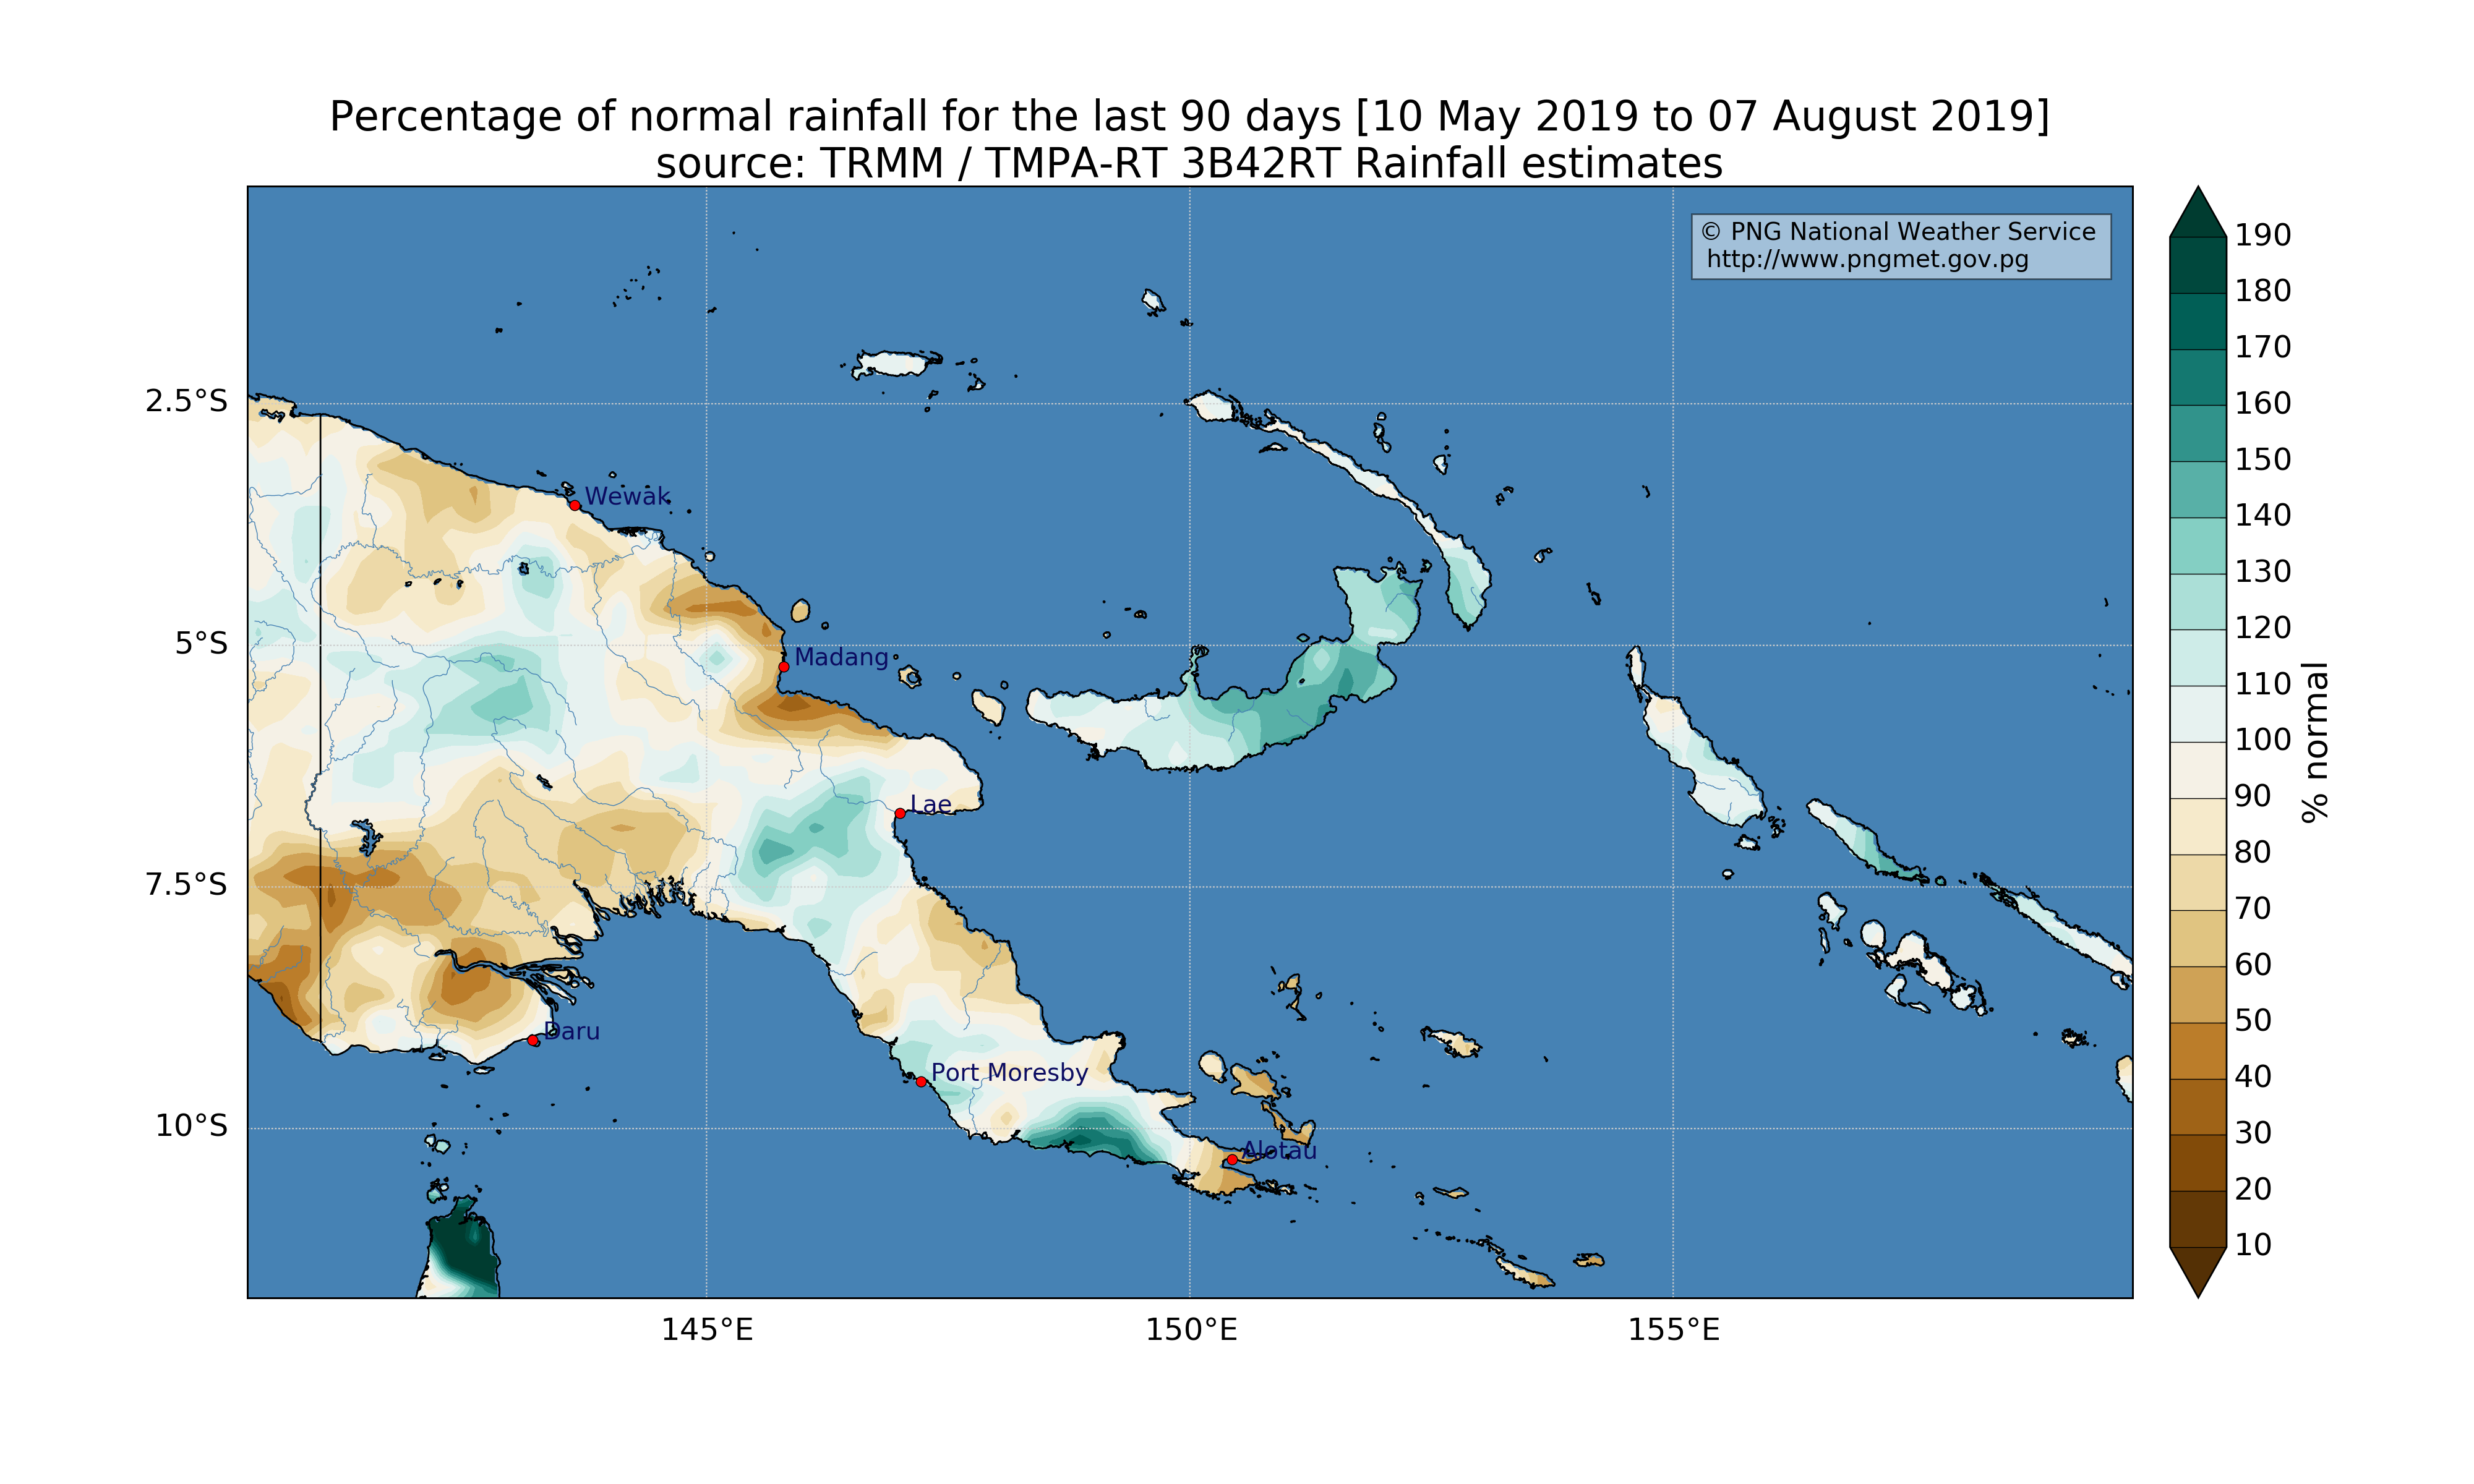 Percentage of normal rainfall for the last 90 days [10 May 2019 to 07 August 2019]
source: TRMM / TMPA-RT 3B42RT Rainfall estimates
© PNG National Weather Service
http://www.pngmet.gov.pg
2.5°S
5°S
7.5°S
10°S
145°E
150°E
155°E
Wewak
Madang
Lae
Daru
Port Moresby
Alotau
190
180
170
160
150
140
130
120
110
100
90
80
70
60
50
40
30
20
10
% normal